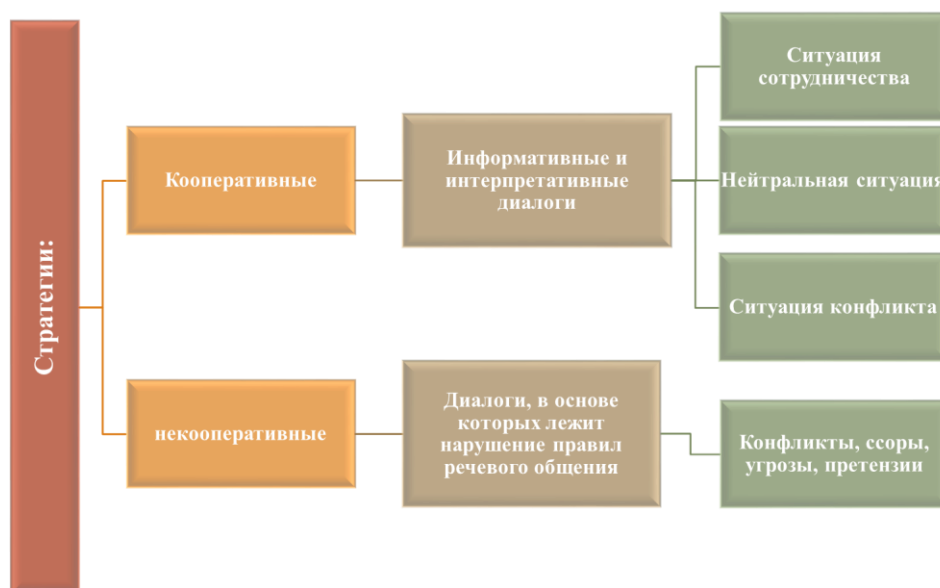 Стратегии:
Кооперативные
Информативные и
интерпретативные
диалоги
Ситуация
сотрудничества
Нейтральная ситуация
Ситуация конфликта
некооперативные
Диалоги, в основе
которых лежит
нарушение правил
речевого общения
Конфликты, ссоры,
угрозы, претензии